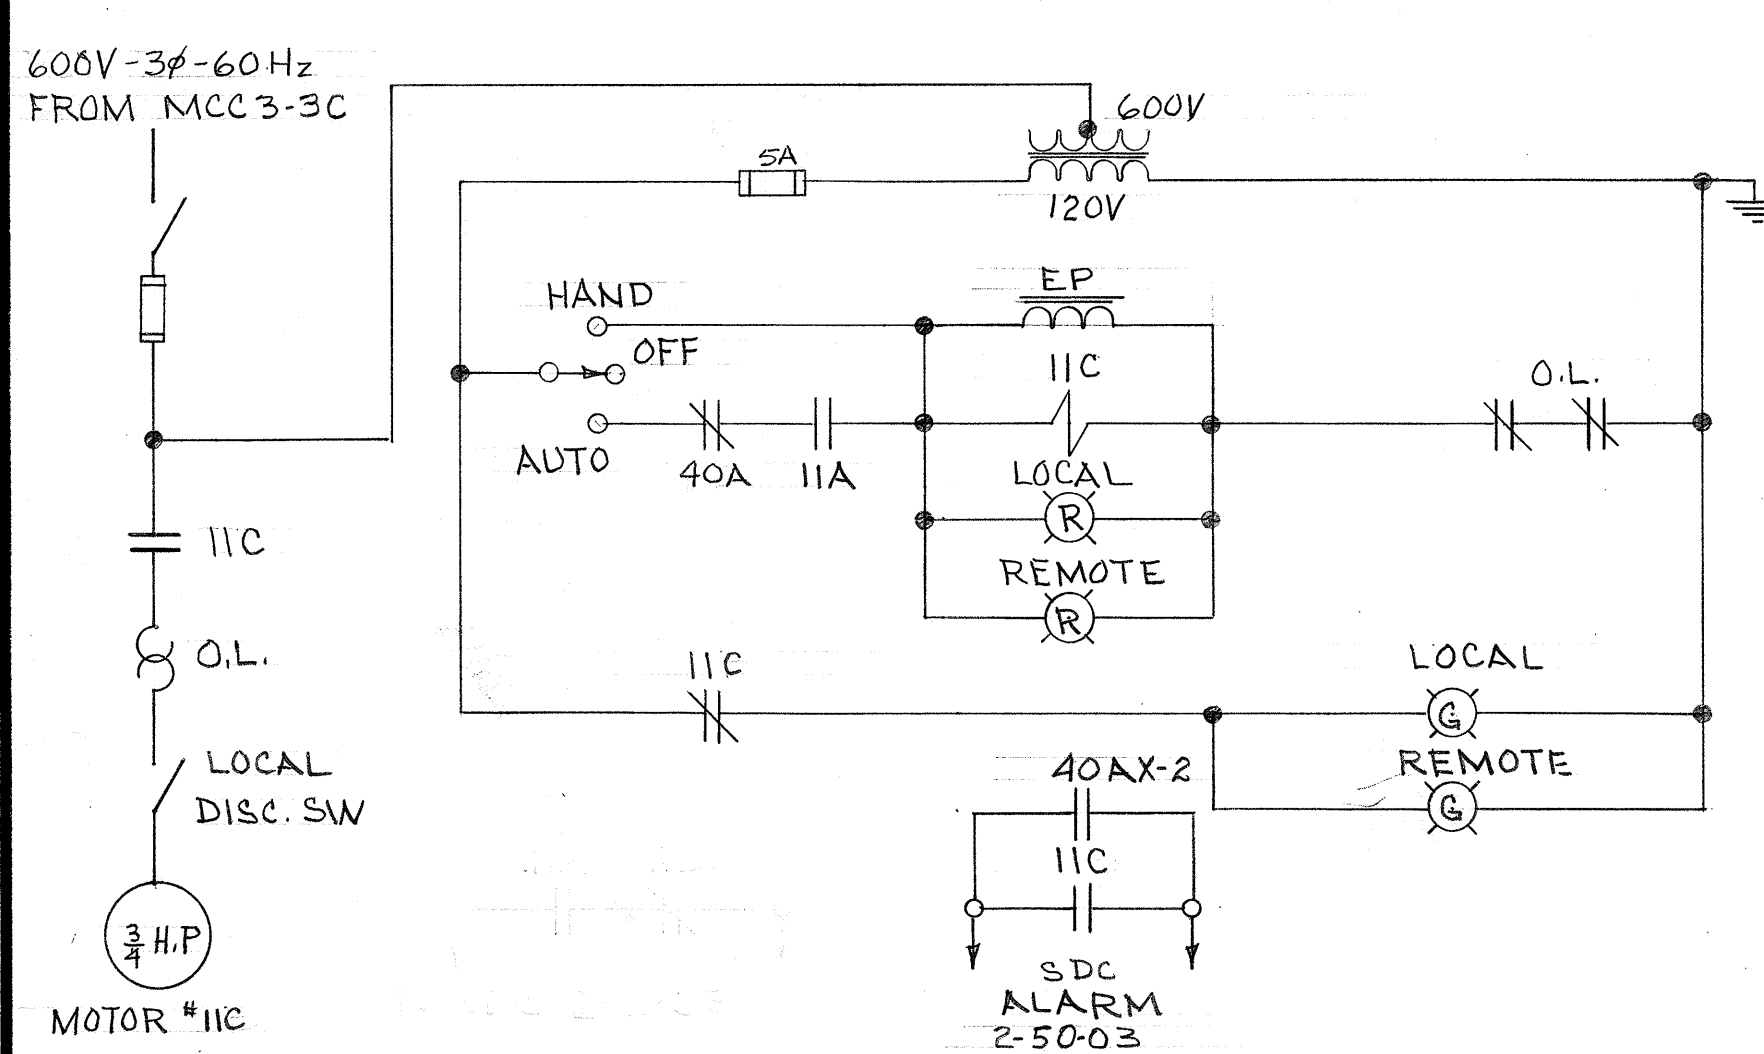 600V-3ø-60Hz
FROM MCC3-3C
600V
5A
120V
EP
HAND
OFF
11C
O.L.
AUTO
40A
11A
LOCAL
R
11C
REMOTE
R
O.L.
11C
LOCAL
G
LOCAL
DISC. SW
REMOTE
G
40AX-2
11C
3/4 H.P
SDC
ALARM
2-50-03
MOTOR #11C